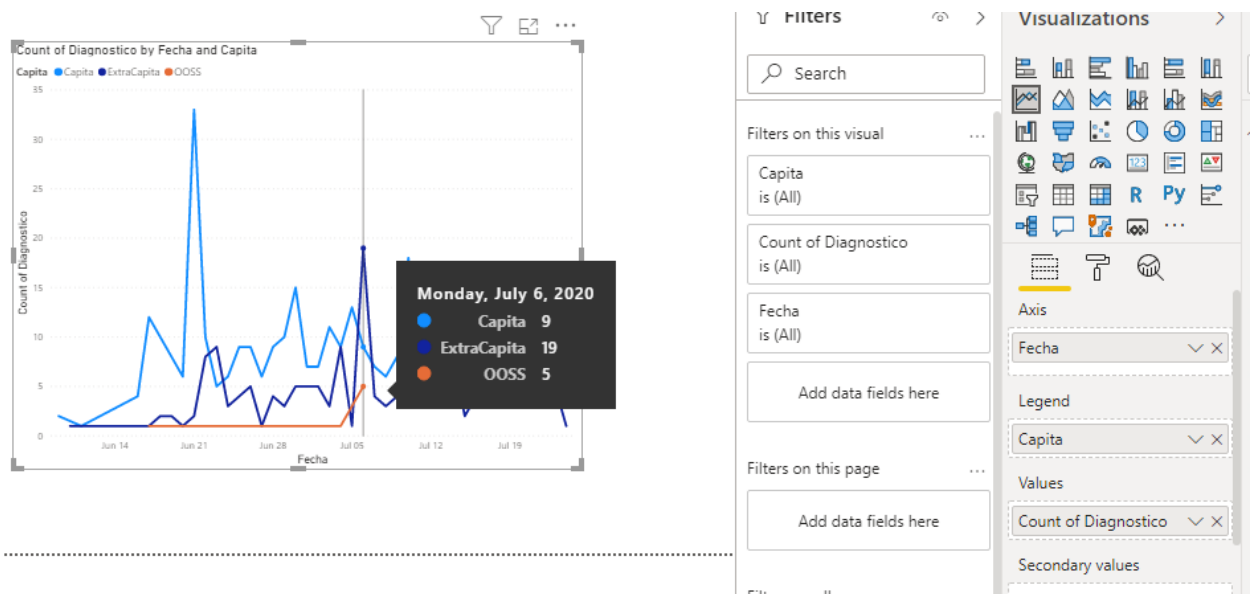 Count of Diagnostico by Fecha and Capita
Capita Capita ExtraCapita OOSS
35
30
25
20
15
10
5
0
Count of Diagnostico
Jun 14 Jun 21 Jun 28 Jul 05 Jul 12 Jul 19
Fecha
Monday, July 6, 2020
Capita 9
ExtraCapita 19
OOSS 5
Filters
Search
Filters on this visual
Capita
is (All)
Count of Diagnostico
is (All)
Fecha
is (All)
Add data fields here
Filters on this page
Add data fields here
Visualizations
123
R Py
Axis
Fecha
Legend
Capita
Values
Count of Diagnostico
Secondary values